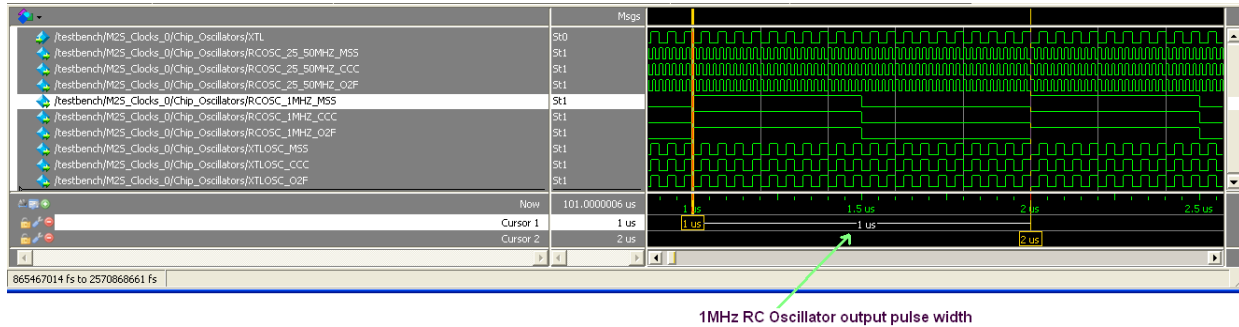 Msgs
/testbench/M2S_Clocks_0/Chip_Oscillators/XTL St0
/testbench/M2S_Clocks_0/Chip_Oscillators/RCOSC_25_50MHZ_MSS St1
/testbench/M2S_Clocks_0/Chip_Oscillators/RCOSC_25_50MHZ_CCC St1
/testbench/M2S_Clocks_0/Chip_Oscillators/RCOSC_25_50MHZ_O2F St1
/testbench/M2S_Clocks_0/Chip_Oscillators/RCOSC_1MHZ_MSS St1
/testbench/M2S_Clocks_0/Chip_Oscillators/RCOSC_1MHZ_CCC St1
/testbench/M2S_Clocks_0/Chip_Oscillators/RCOSC_1MHZ_O2F St1
/testbench/M2S_Clocks_0/Chip_Oscillators/XTLOSC_MSS St1
/testbench/M2S_Clocks_0/Chip_Oscillators/XTLOSC_CCC St1
/testbench/M2S_Clocks_0/Chip_Oscillators/XTLOSC_O2F St1
Now 101.0000006 us 1 us 1.5 us 2 us 2.5 us
Cursor 1 1 us 1 us 1 us
Cursor 2 2 us 2 us
865467014 fs to 2570868661 fs
1MHz RC Oscillator output pulse width